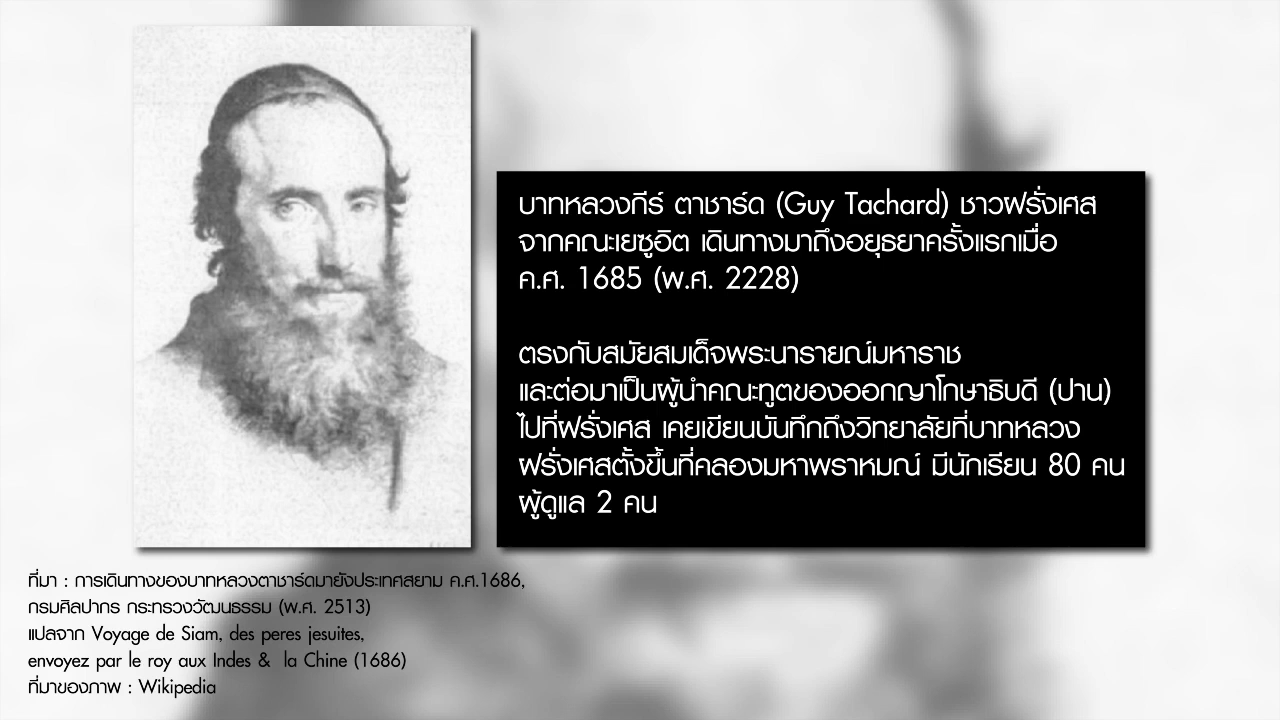 บาทหลวงกีร์ ตาชาร์ด (Guy Tachard) ชาวฝรั่งเศส
จากคณะเยซูอิต เดินทางมาถึงอยุธยาครั้งแรกเมื่อ
ค.ศ. 1685 (พ.ศ. 2228)
ตรงกับสมัยสมเด็จพระนารายณ์มหาราช
และต่อมาเป็นผู้นำคณะทูตของออกญาโกษาธิบดี (ปาน)
ไปที่ฝรั่งเศส เคยเขียนบันทึกถึงวิทยาลัยที่บาทหลวง
ฝรั่งเศสตั้งขึ้นที่คลองมหาพราหมณ์ มีนักเรียน 80 คน
ผู้ดูแล 2 คน
ที่มา : การเดินทางของบาทหลวงตาชาร์ดมายังประเทศสยาม ค.ศ.1686,
กรมศิลปากร กระทรวงวัฒนธรรม (พ.ศ. 2513)
แปลจาก Voyage de Siam, des peres jesuites,
envoyez par le roy aux Indes &  la Chine (1686)
ที่มาของภาพ : Wikipedia